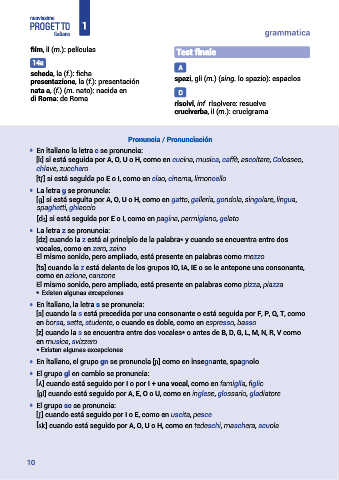 nuovissimo
PROGETTO
italiano
1
grammatica
film, il (m.): películas
14a
scheda, la (f.): ficha
presentazione, la (f.): presentación
nata a, (f.) (m. nato): nacida en
di Roma: de Roma
Test finale
A
spazi, gli (m.) (sing. lo spazio): espacios
D
risolvi, inf. risolvere: resuelve
cruciverba, il (m.): crucigrama
Pronuncia / Pronunciación
• En italiano la letra c se pronuncia:
[k] si está seguida por A, O, U o H, como en cucina, musica, caffè, ascoltare, Colosseo,
chiave, zucchero
[tʃ] si está seguida por E o I, como en ciao, cinema, limoncello
• La letra g se pronuncia:
[g] si está seguita por A, O, U o H, como en gatto, galleria, gondola, singolare, lingua,
spaghetti, ghiaccio
[dʒ] si está seguida por E o I, como en pagina, parmigiano, gelato
• La letra z se pronuncia:
[dz] cuando la z está al principio de la palabra* y cuando se encuentra entre dos
vocales, como en zero, zaino
El mismo sonido, pero ampliado, está presente en palabras como mezzo
[ts] cuando la z está delante de los grupos IO, IA, IE o se le antepone una consonante,
como en azione, canzone
El mismo sonido, pero ampliado, está presente en palabras como pizza, piazza
* Existen algunas excepciones
• En italiano, la letra s se pronuncia:
[s] cuando la s está precedida por una consonante o está seguida por F, P, Q, T, como
en borsa, sette, studente, o cuando es doble, como en espresso, basso
[z] cuando la s se encuentra entre dos vocales* o antes de B, D, G, L, M, N, R, V como
en musica, svizzero
* Existen algunas excepciones
• En italiano, el grupo gn se pronuncia [ɲ] como en insegnante, spagnolo
• El grupo gl en cambio se pronuncia:
[ʎ] cuando está seguido por I o por I + una vocal, como en famiglia, figlio
[gl] cuando está seguido por A, E, O o U, como en inglese, glossario, gladiatore
• El grupo sc se pronuncia:
[ʃ] cuando está seguido por I o E, como en uscita, pesce
[sk] cuando está seguido por A, O, U o H, como en tedeschi, maschera, scuola
10